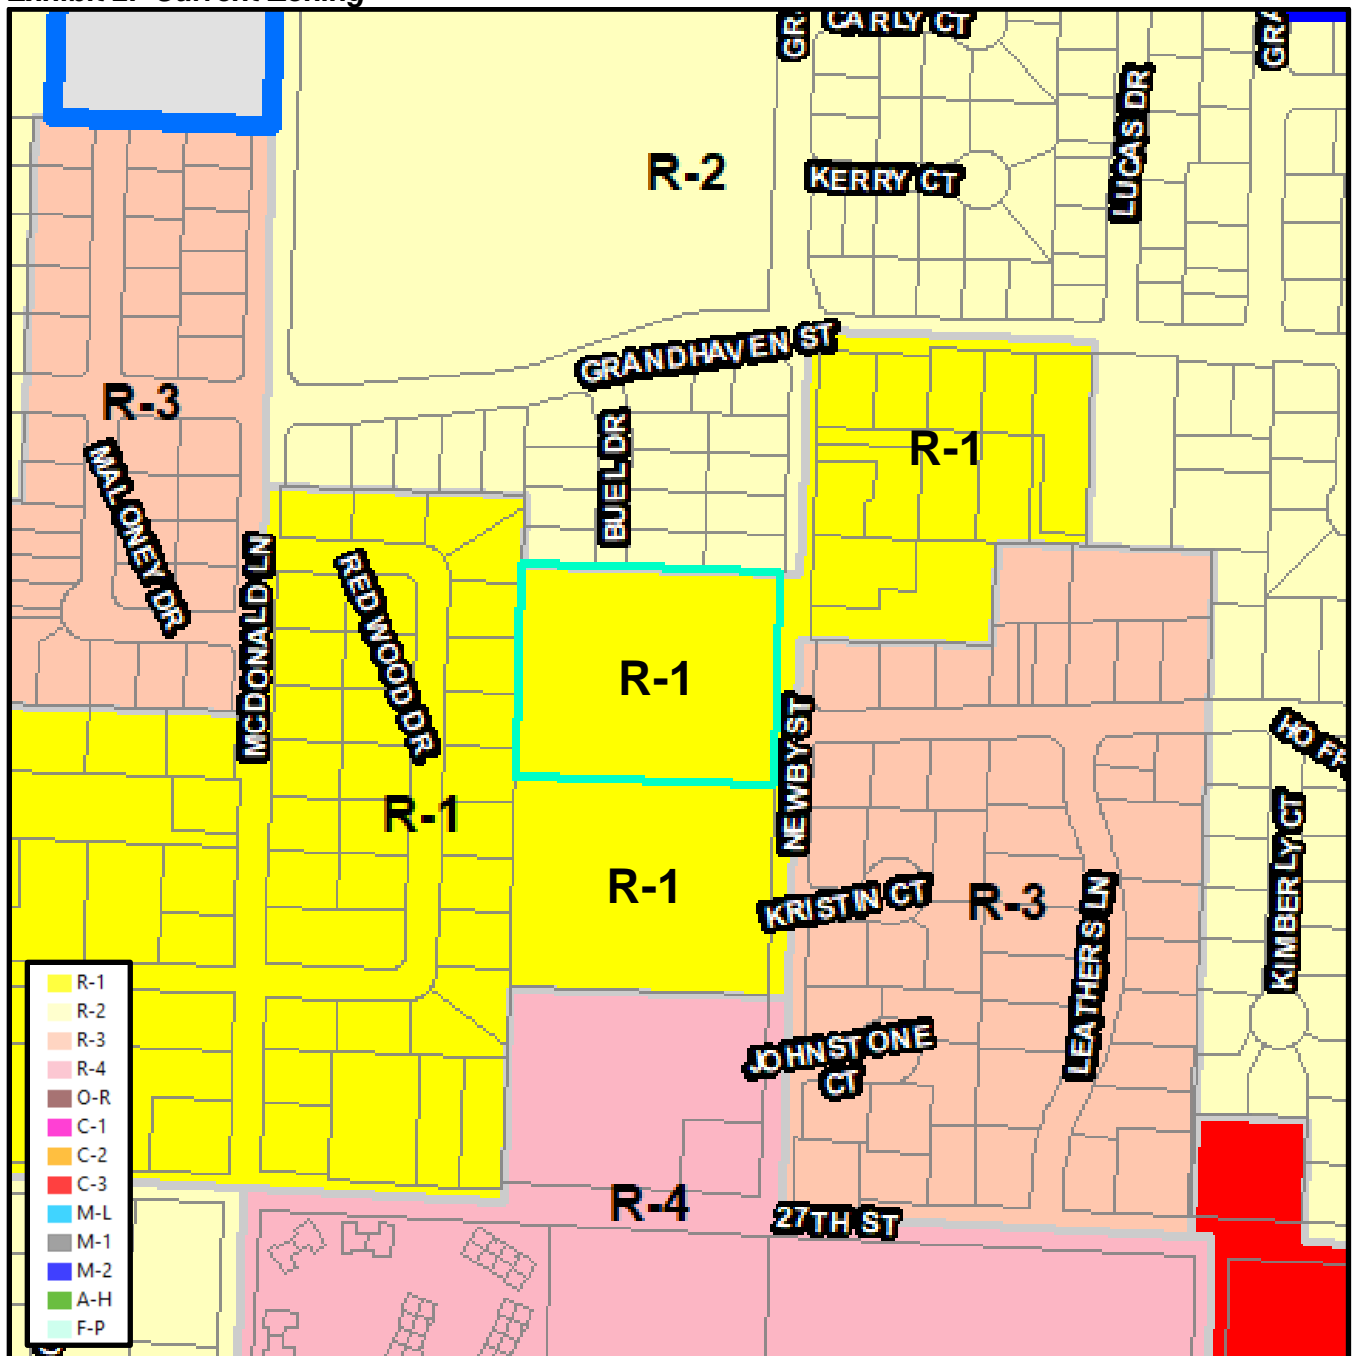 CARLY CT
LUCAS DR
R-2
KERRY CT
GRANDHAVEN ST
R-3
BUEL DR
R-1
MALONEY DR
MCDONALD LN
REDWOOD DR
R-1
NEWBY ST
HOFF
R-1
KIMBERLY CT
R-1
KRISTIN CT
R-3
LEATHERS LN
JOHNSTONE
CT
R-4
27TH ST
R-1
R-2
R-3
R-4
O-R
C-1
C-2
C-3
M-L
M-1
M-2
A-H
F-P